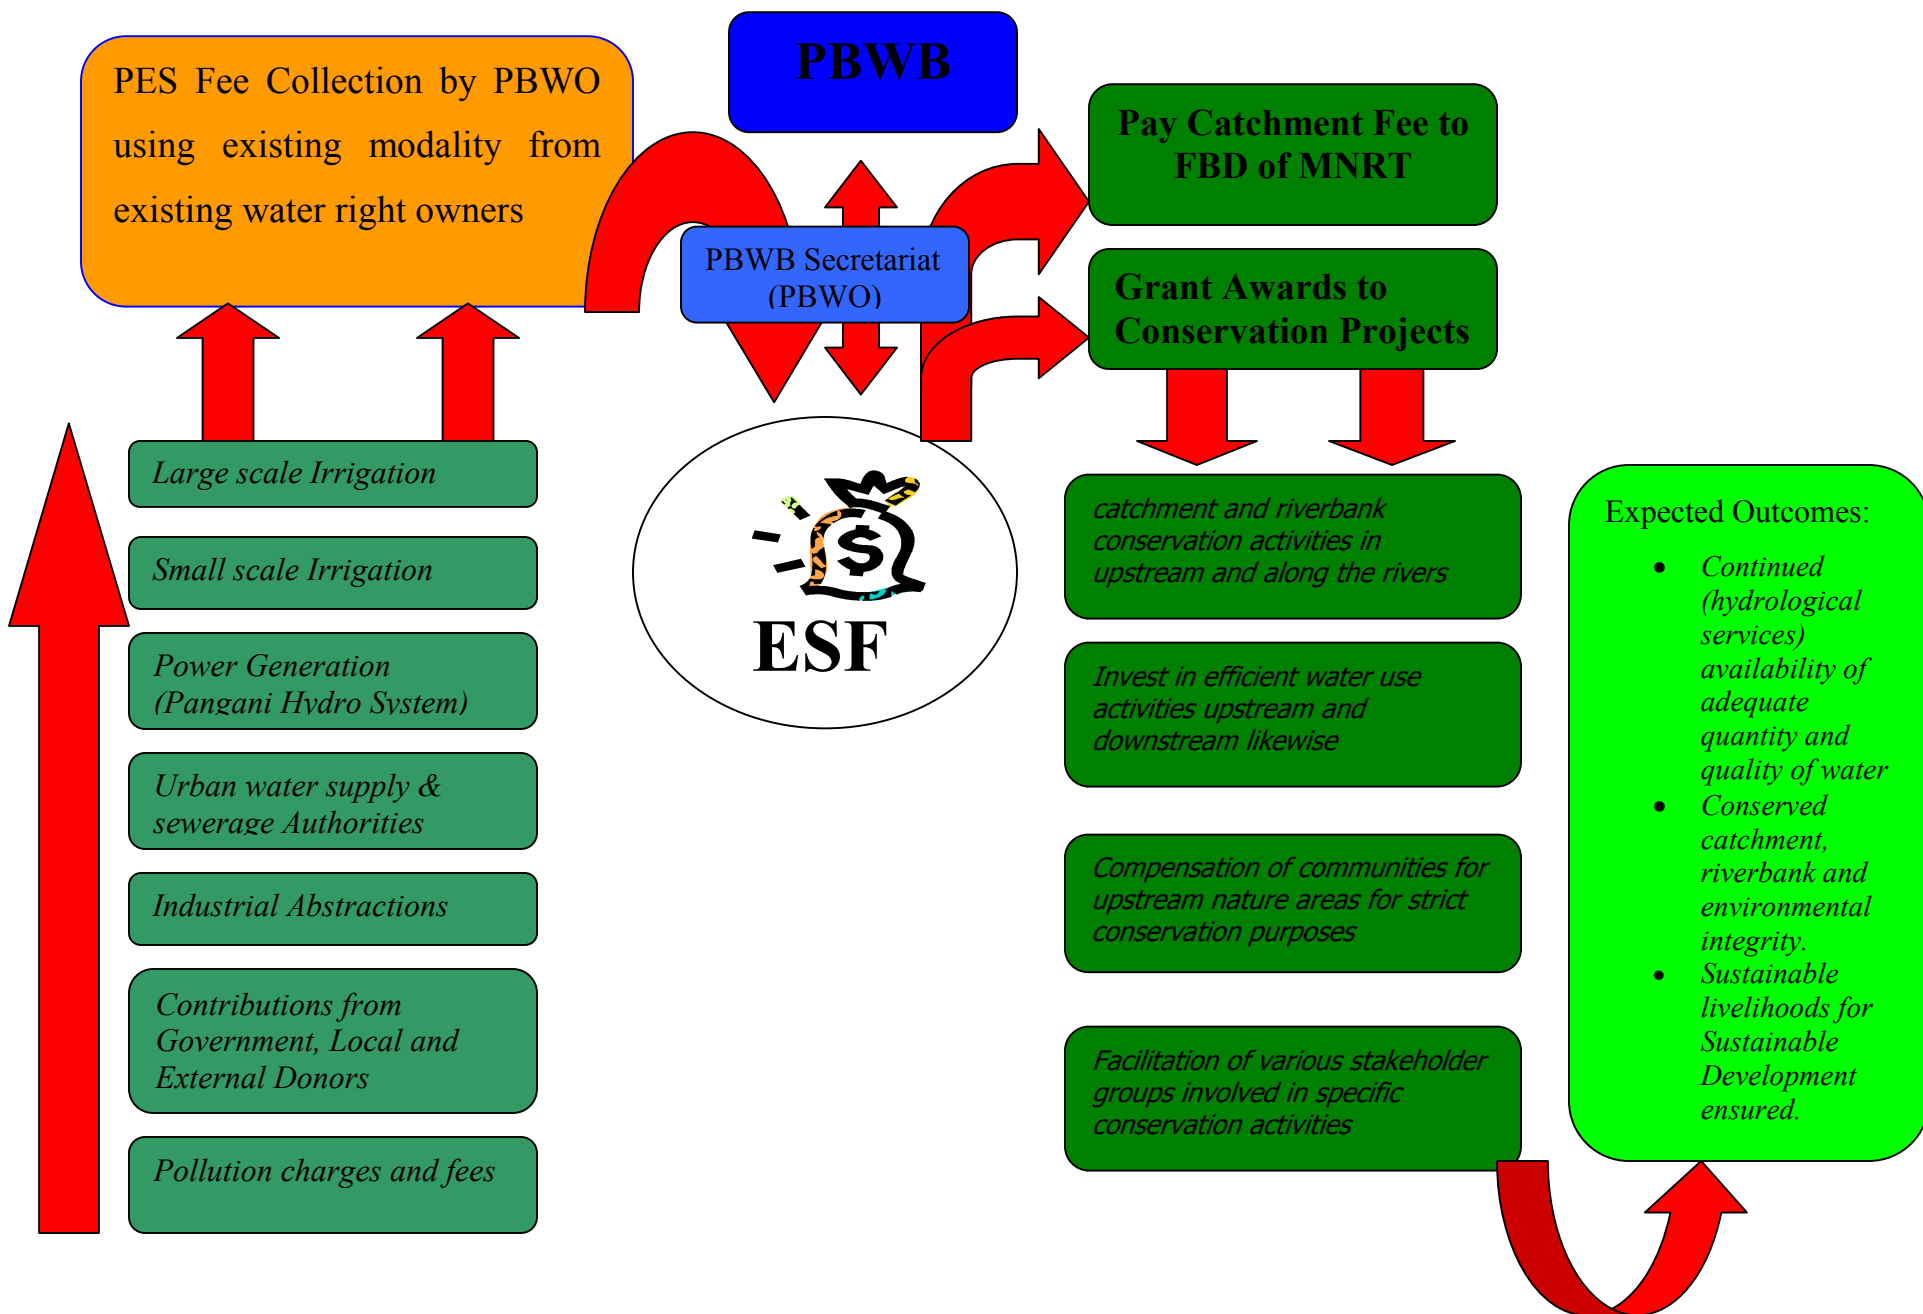 PES Fee Collection by PBWO
using existing modality from
existing water right owners
PBWB
PBWB Secretariat
(PBWO)
Pay Catchment Fee to
FBD of MNRT
Grant Awards to
Conservation Projects
Large scale Irrigation
Small scale Irrigation
Power Generation
(Pangani Hydro System)
Urban water supply &
sewerage Authorities
Industrial Abstractions
Contributions from
Government, Local and
External Donors
Pollution charges and fees
$
ESF
catchment and riverbank
conservation activities in
upstream and along the rivers
Invest in efficient water use
activities upstream and
downstream likewise
Compensation of communities for
upstream nature areas for strict
conservation purposes
Facilitation of various stakeholder
groups involved in specific
conservation activities
Expected Outcomes:
• Continued
(hydrological
services)
availability of
adequate
quantity and
quality of water
• Conserved
catchment,
riverbank and
environmental
integrity.
• Sustainable
livelihoods for
Sustainable
Development
ensured.